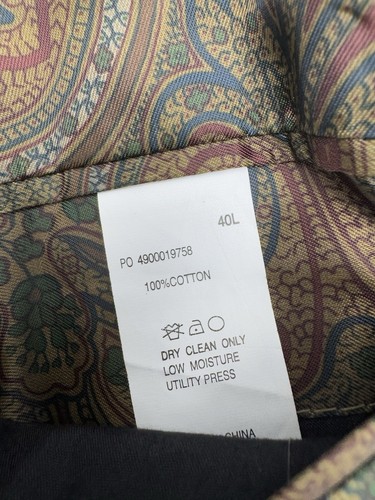 40L
PO 4900019758
100%COTTON
DRY CLEAN ONLY
LOW MOISTURE
UTILITY PRESS
CHINA